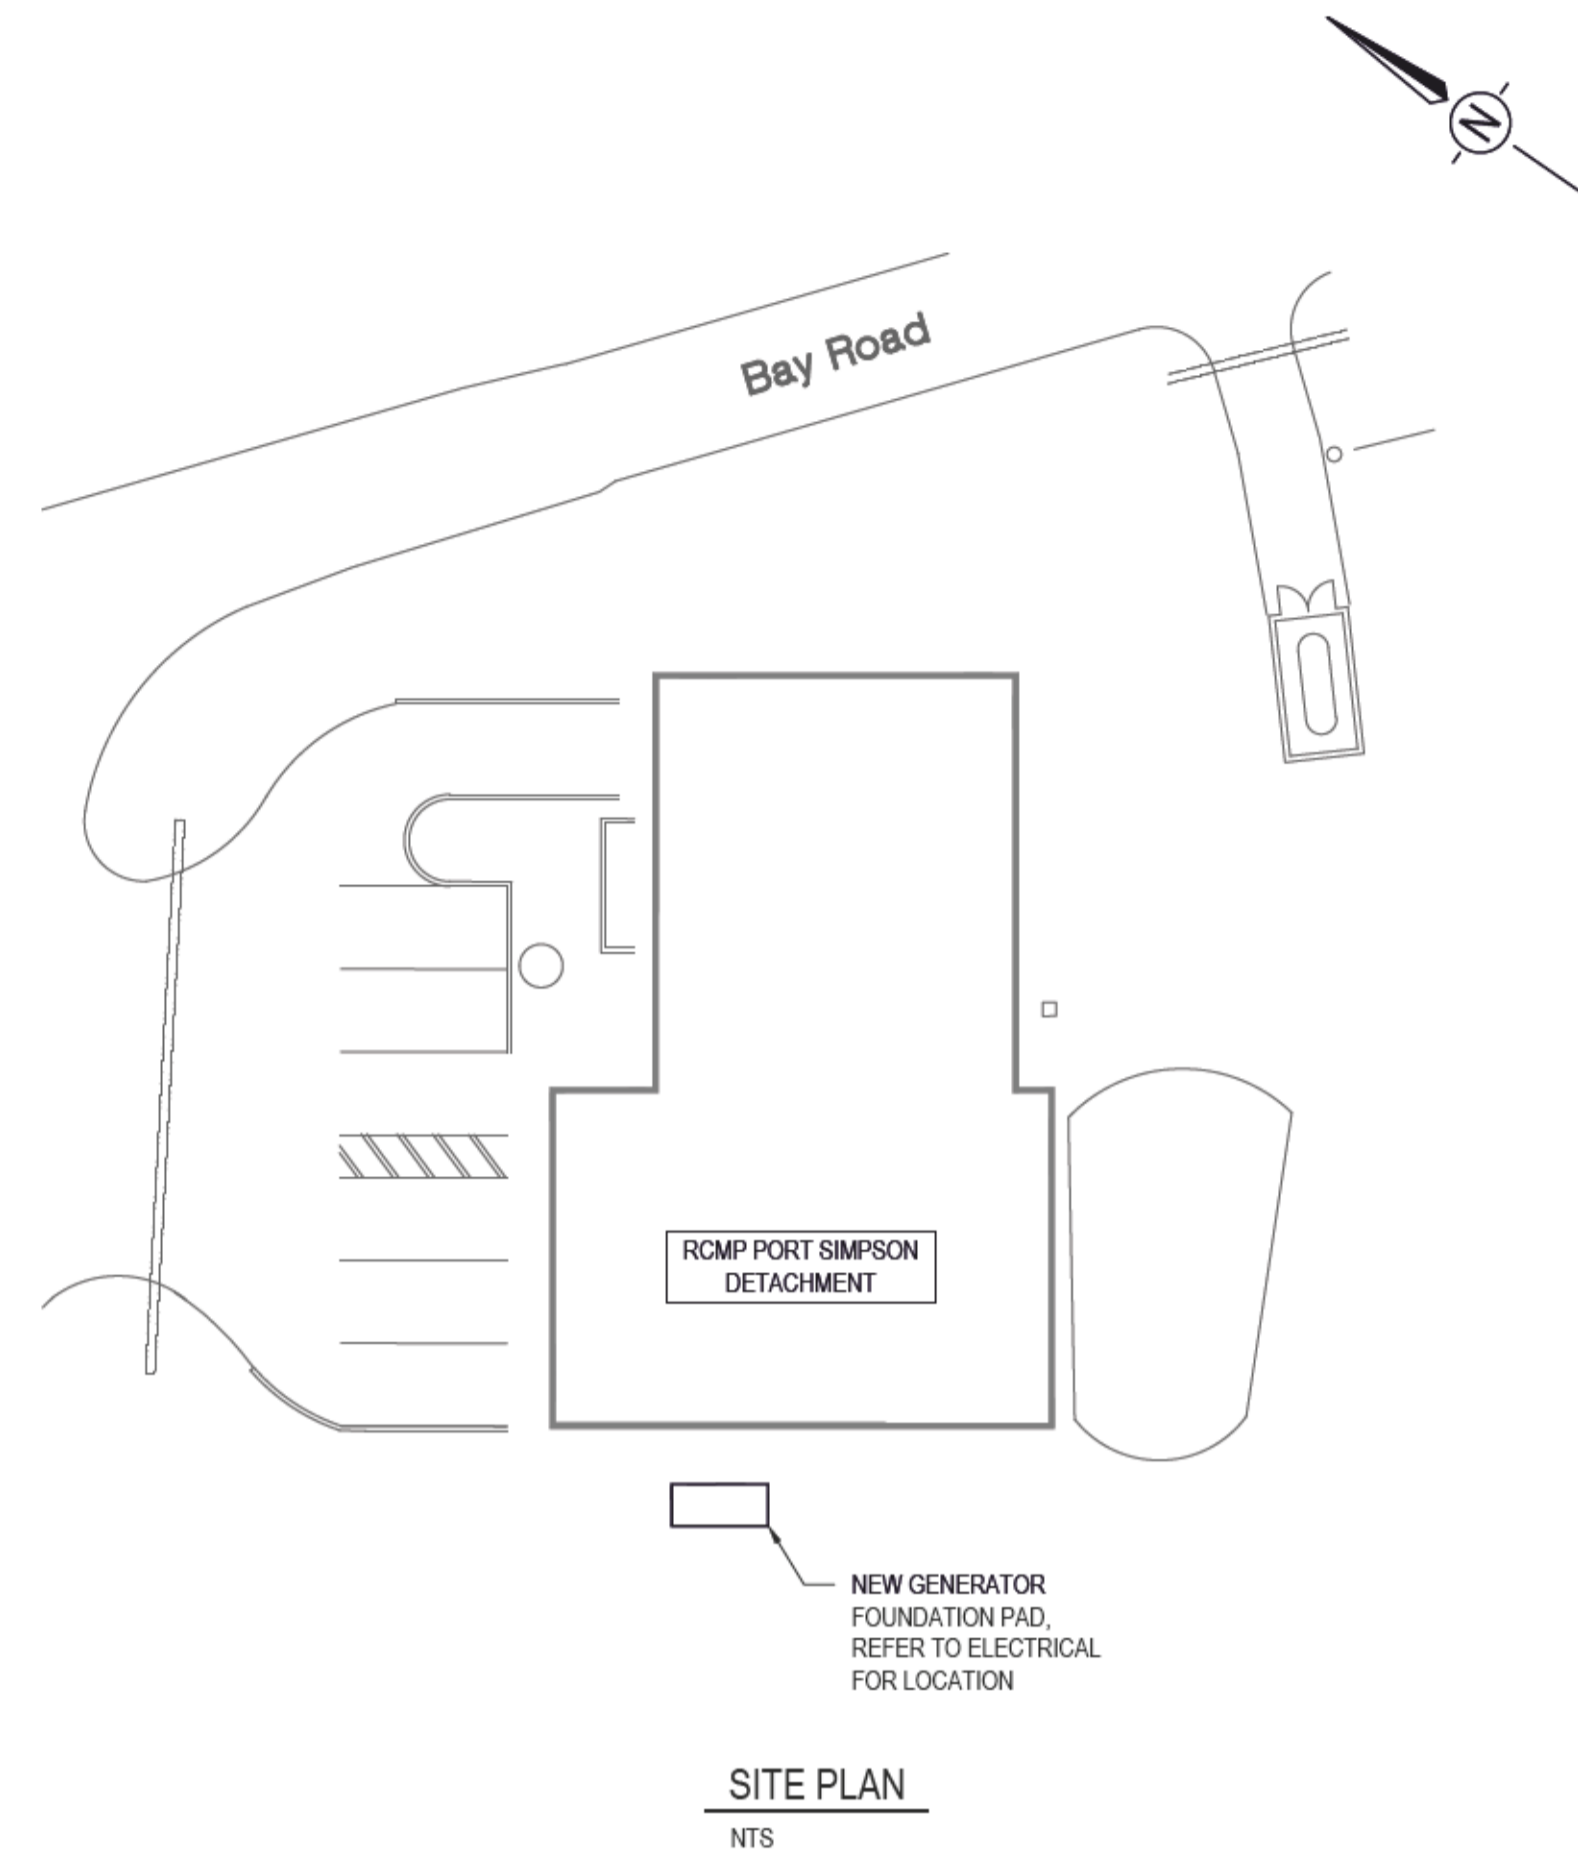 N
Bay Road
RCMP PORT SIMPSON
DETACHMENT
NEW GENERATOR
FOUNDATION PAD,
REFER TO ELECTRICAL
FOR LOCATION
SITE PLAN
NTS